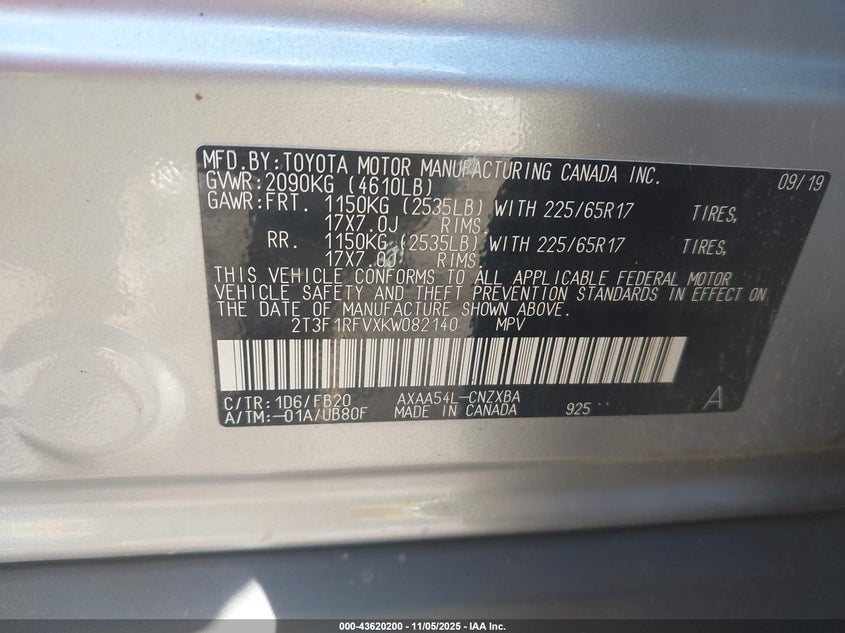 MFD.BY:TOYOTA MOTOR MANUFACTURING CANADA INC. 09/19
GVWR:2090KG (4610LB)
GAWR:FRT. 1150KG (2535LB) WITH 225/65R17 TIRES,
17X7.0J RIMS.
RR. 1150KG (2535LB) WITH 225/65R17 TIRES,
17X7.0J RIMS.
THIS VEHICLE CONFORMS TO ALL APPLICABLE FEDERAL MOTOR
VEHICLE SAFETY AND THEFT PREVENTION STANDARDS IN EFFECT ON
THE DATE OF MANUFACTURE SHOWN ABOVE.
2T3F1RFVXKW082140 MPV
C/TR:1D6/FB20 AXAA54L-CNZXBA
A/TM:-01A/UB80F MADE IN CANADA 925 A
000-43620200 - 11/05/2025 - IAA Inc.